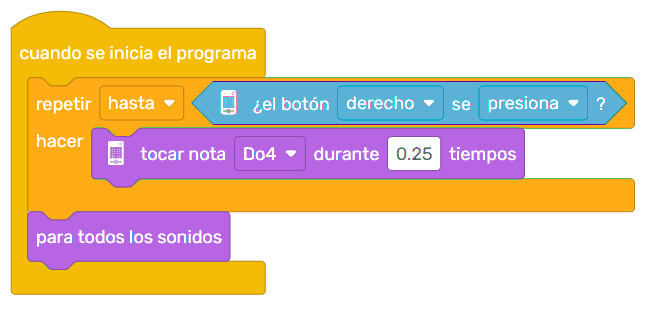 cuando se inicia el programa
repetir hasta ¿el botón derecho se presiona ?
hacer
tocar nota Do4 durante 0.25 tiempos
para todos los sonidos